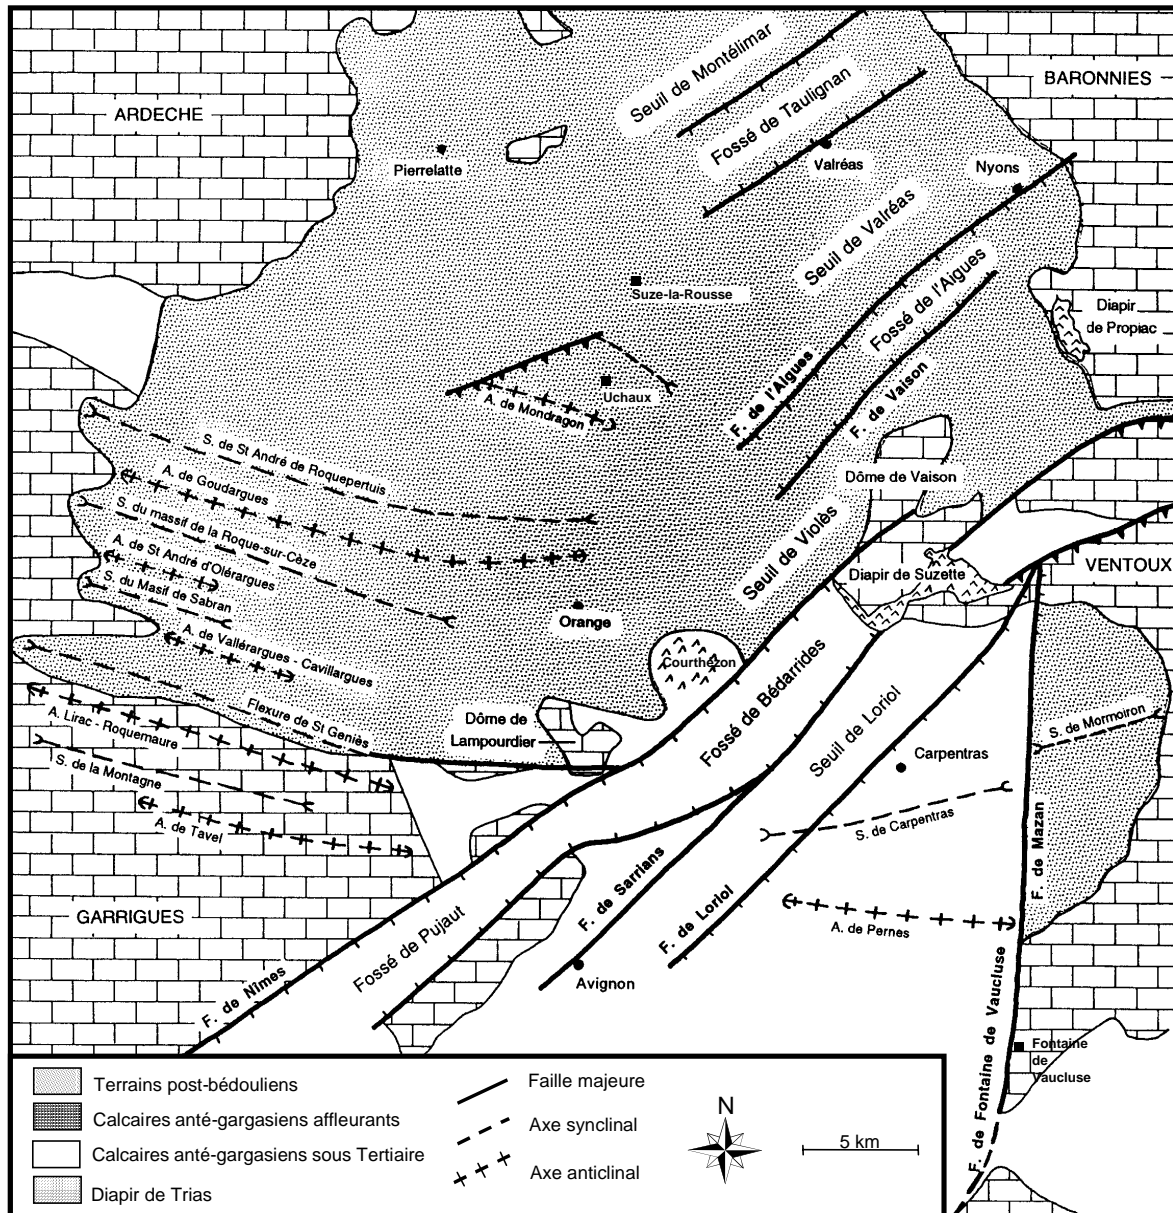 Seuil de Montélimar
BARONNIES
ARDECHE
Fossé de Taulignan
Pierrelatte
Valréas
Nyons
Seuil de Valréas
Suze-la-Rousse
Fossé de l'Aigues
Diapir
de Propiac
F. de l'Aigues
Uchaux
A. de Mondragon
F. de Vaison
S. de St André de Roquepertuis
A. de Goudargues
Dôme de Vaison
S. du massif de la Roque-sur-Cèze
Seuil de Violès
A. de St André d'Olérargues
VENTOUX
Diapir de Suzette
S. du Masif de Sabran
Orange
A. de Vallérargues - Cavillargues
Courthézon
Flexure de St Geniès
Fossé de Bédarrides
Seuil de Loriol
A. Lirac - Roquemaure
Dôme de
Lampourdier
S. de Mormoiron
S. de la Montagne
Carpentras
A. de Tavel
S. de Carpentras
F. de Mazan
GARRIGUES
F. de Sarrians
F. de Loriol
A. de Pernes
Fossé de Pujaut
F. de Nîmes
Avignon
F. de Fontaine de Vaucluse
Fontaine
de
Vaucluse
Terrains post-bédouliens
Calcaires anté-gargasiens affleurants
Calcaires anté-gargasiens sous Tertiaire
Diapir de Trias
Faille majeure
Axe synclinal
Axe anticlinal
N
5 km